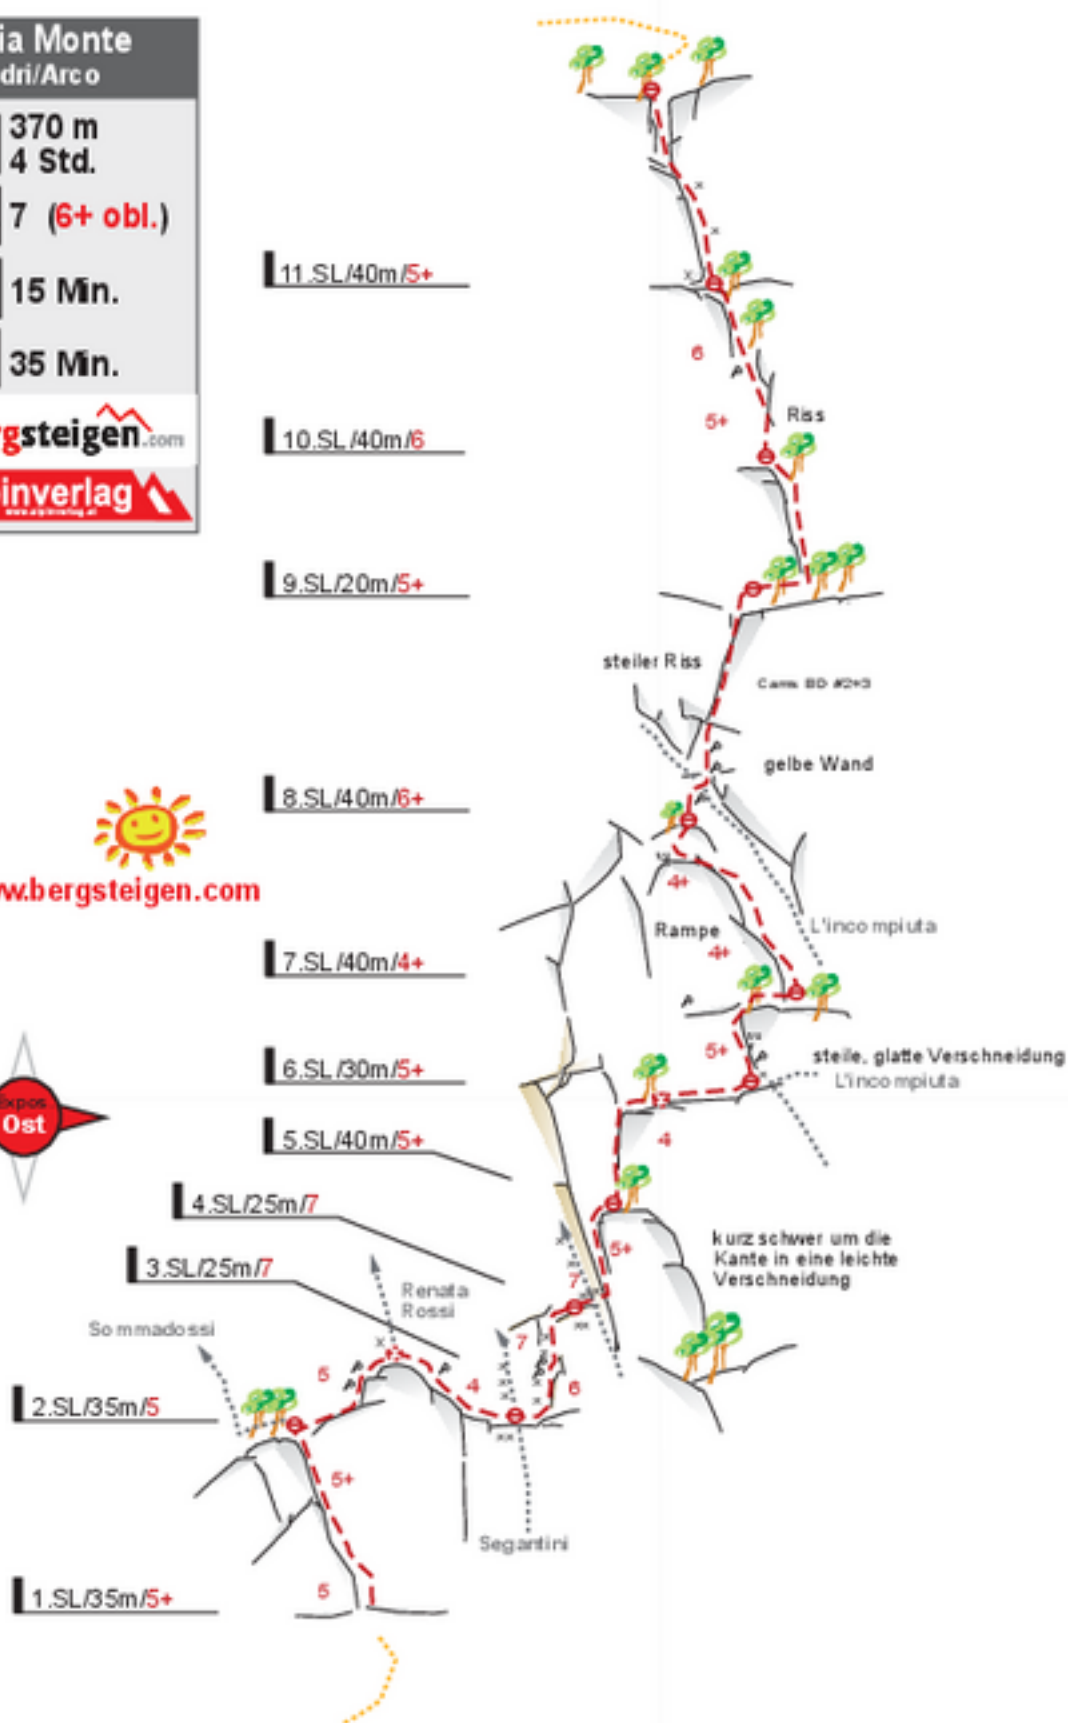 ia Monte
dri/Arco
370 m
4 Std.
7 (6+ obl.)
15 Min.
35 Min.
gsteigen.com
inverlag
www.alpinverlag.at
11.SL/40m/5+
6
5+
Riss
10.SL/40m/6
9.SL/20m/5+
steiler Riss
Cams BD #2+3
gelbe Wand
8.SL/40m/6+
w.bergsteigen.com
4+
L'incompiuta
Rampe
4+
7.SL/40m/4+
5+
steile, glatte Verschneidung
L'incompiuta
6.SL/30m/5+
Expos
Ost
4
5.SL/40m/5+
4.SL/25m/7
kurz schwer um die
Kante in eine leichte
Verschneidung
5+
3.SL/25m/7
7
Renata
Rossi
Sommadossi
7
5
4
6
2.SL/35m/5
5+
Segantini
1.SL/35m/5+
5